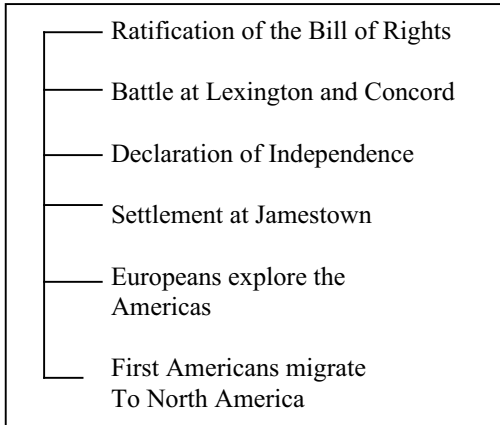 Ratification of the Bill of Rights
Battle at Lexington and Concord
Declaration of Independence
Settlement at Jamestown
Europeans explore the
Americas
First Americans migrate
To North America